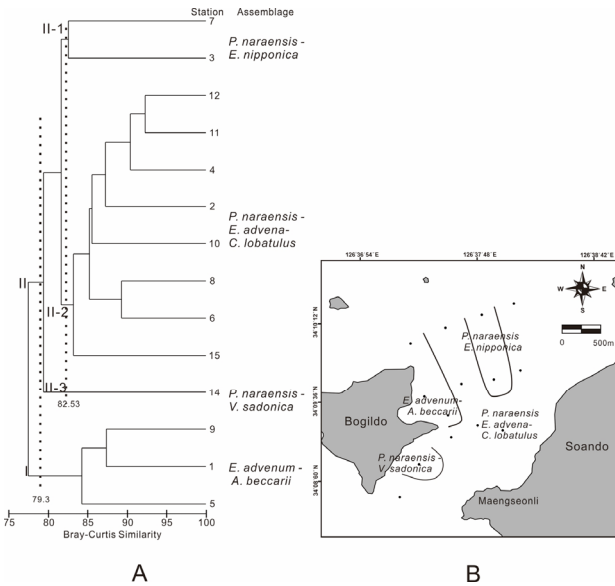 Station Assemblage
7
II-1
P. naraensis -
E. nipponica
3
12
11
4
2
P. naraensis -
E. advena-
C. lobatulus
10
8
6
II
II-2
15
II-3
14
P. naraensis -
V. sadonica
82.53
9
I
1
E. advenum -
A. beccarii
79.3
5
75 80 85 90 95 100
Bray-Curtis Similarity
A
126°36´54˝E 126°37´48˝E 126°38´42˝E
N
W E
S
0 500m
34°10´12˝N
P. naraensis
E. nipponica
34°09´36˝N
E. advenum-
A. beccarii
P. naraensis
E. advena-
C. lobatulus
Bogildo
Soando
P. naraensis -
V. sadonica
34°08´60˝N
Maengseonli
B